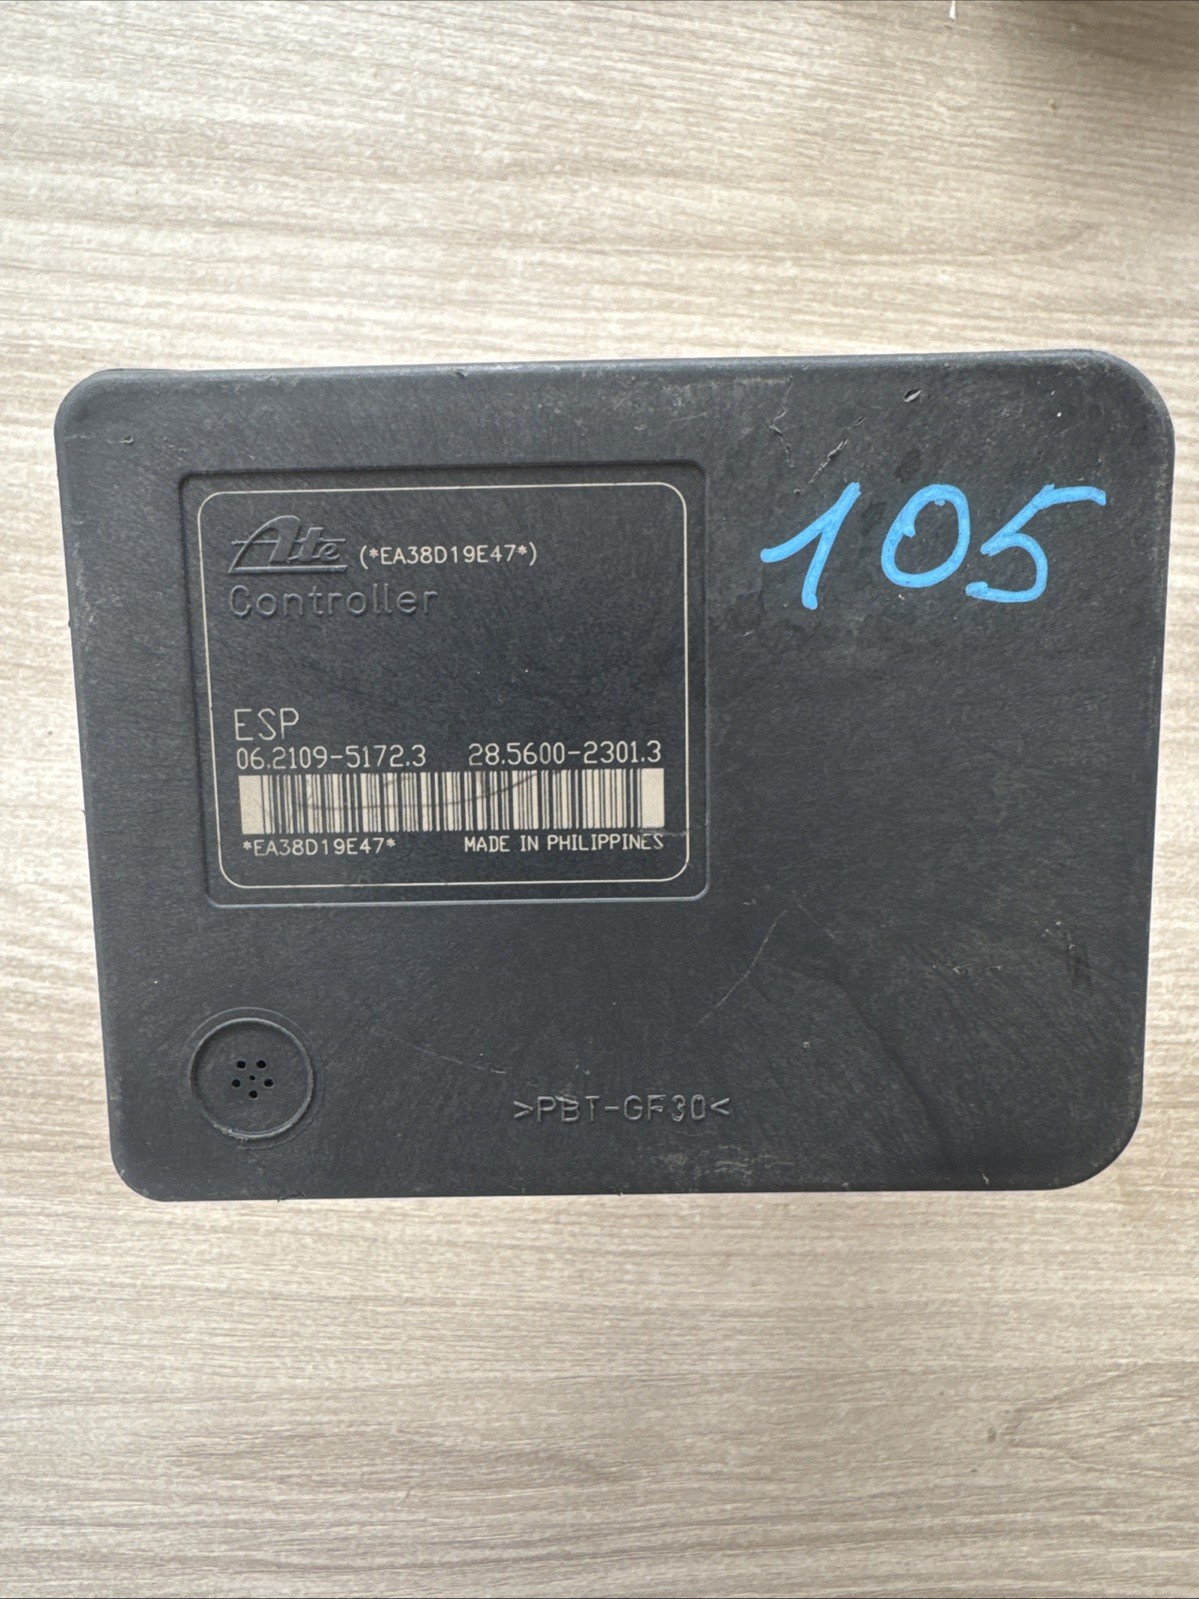 Ate (*EA38D19E47*)
Controller
105
ESP
06.2109-5172.3 28.5600-2301.3
*EA38D19E47* MADE IN PHILIPPINES
>PBT-GF30<